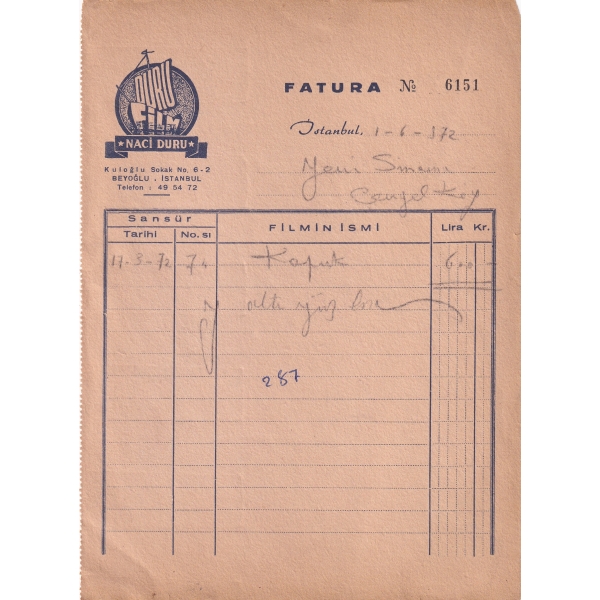 DURU
FİLM
NACİ DURU
Kuloğlu Sokak No. 6-2
BEYOĞLU . İSTANBUL
Telefon : 49 54 72
FATURA № 6151
İstanbul, 1-6-972
Yeni Sinema
Sansür
Tarihi No. sı FİLMİN İSMİ Lira Kr.
17-3-72 74 600
Y altı yüz lira
287